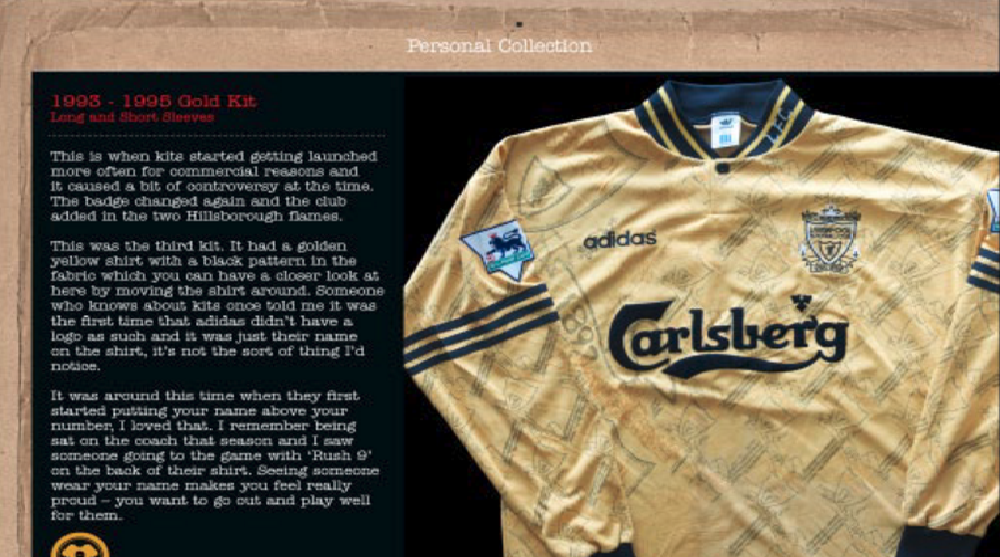 Personal Collection
1993 - 1995 Gold Kit
Long and Short Sleeves
This is when kits started getting launched
more often for commercial reasons and
it caused a bit of controversy at the time.
The badge changed again and the club
added in the two Hillsborough flames.
This was the third kit. It had a golden
yellow shirt with a black pattern in the
fabric which you can have a closer look at
here by moving the shirt around. Someone
who knows about kits once told me it was
the first time that adidas didn't have a
logo as such and it was just their name
on the shirt, it's not the sort of thing I'd
notice.
It was around this time when they first
started putting your name above your
number, I loved that. I remember being
sat on the coach that season and I saw
someone going to the game with 'Rush 9'
on the back of their shirt. Seeing someone
wear your name makes you feel really
proud – you want to go out and play well
for them.
LFC
adidas
Carlsberg
1892